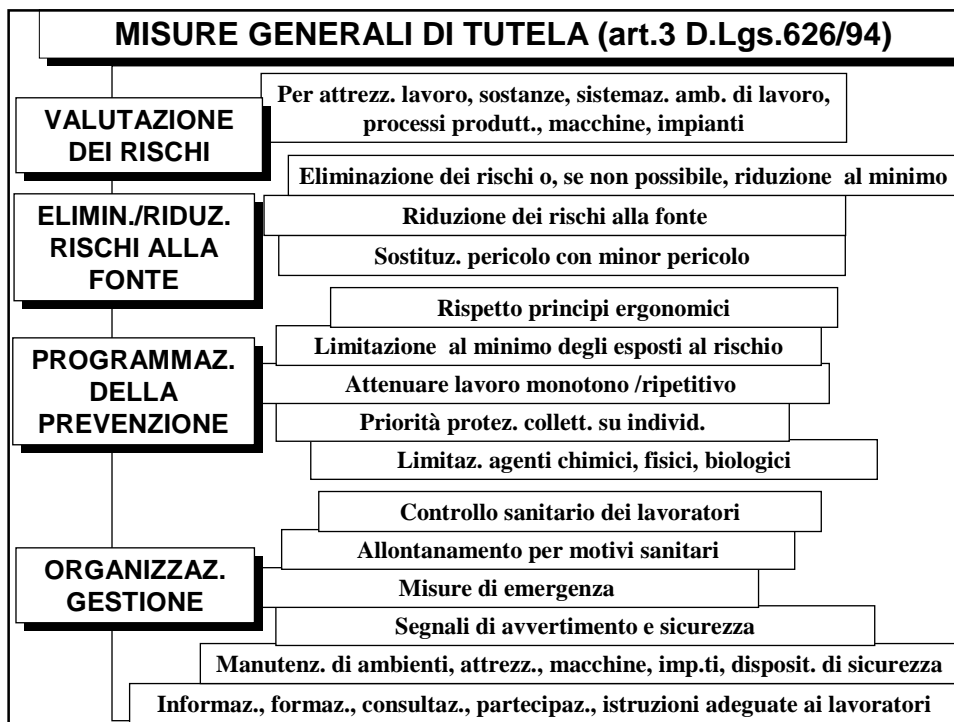 MISURE GENERALI DI TUTELA (art.3 D.Lgs.626/94)
VALUTAZIONE
DEI RISCHI
Per attrezz. lavoro, sostanze, sistemaz. amb. di lavoro,
processi produtt., macchine, impianti
ELIMIN./RIDUZ.
RISCHI ALLA
FONTE
Eliminazione dei rischi o, se non possibile, riduzione al minimo
Riduzione dei rischi alla fonte
Sostituz. pericolo con minor pericolo
PROGRAMMAZ.
DELLA
PREVENZIONE
Rispetto principi ergonomici
Limitazione al minimo degli esposti al rischio
Attenuare lavoro monotono /ripetitivo
Priorità protez. collett. su individ.
Limitaz. agenti chimici, fisici, biologici
ORGANIZZAZ.
GESTIONE
Controllo sanitario dei lavoratori
Allontanamento per motivi sanitari
Misure di emergenza
Segnali di avvertimento e sicurezza
Manutenz. di ambienti, attrezz., macchine, imp.ti, disposit. di sicurezza
Informaz., formaz., consultaz., partecipaz., istruzioni adeguate ai lavoratori